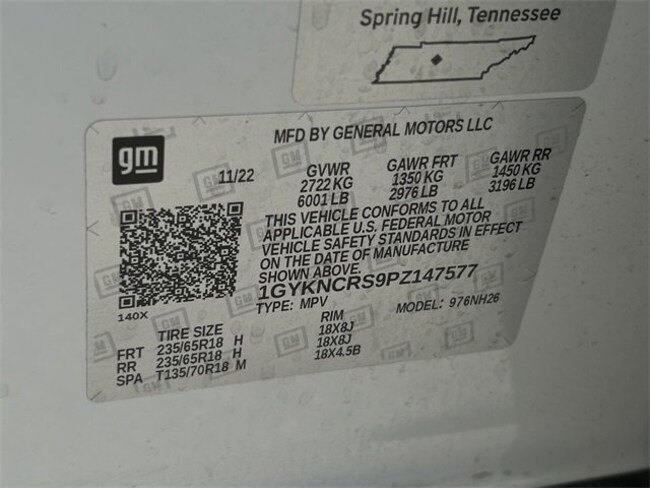 Spring Hill, Tennessee
gm
MFD BY GENERAL MOTORS LLC
11/22
GVWR GAWR FRT GAWR RR
2722 KG 1350 KG 1450 KG
6001 LB 2976 LB 3196 LB
THIS VEHICLE CONFORMS TO ALL
APPLICABLE U.S. FEDERAL MOTOR
VEHICLE SAFETY STANDARDS IN EFFECT
ON THE DATE OF MANUFACTURE
SHOWN ABOVE.
1GYKNCRS9PZ147577
TYPE: MPV MODEL: 976NH26
140X
TIRE SIZE RIM
FRT 235/65R18 H 18X8J
RR 235/65R18 H 18X8J
SPA T135/70R18 M 18X4.5B